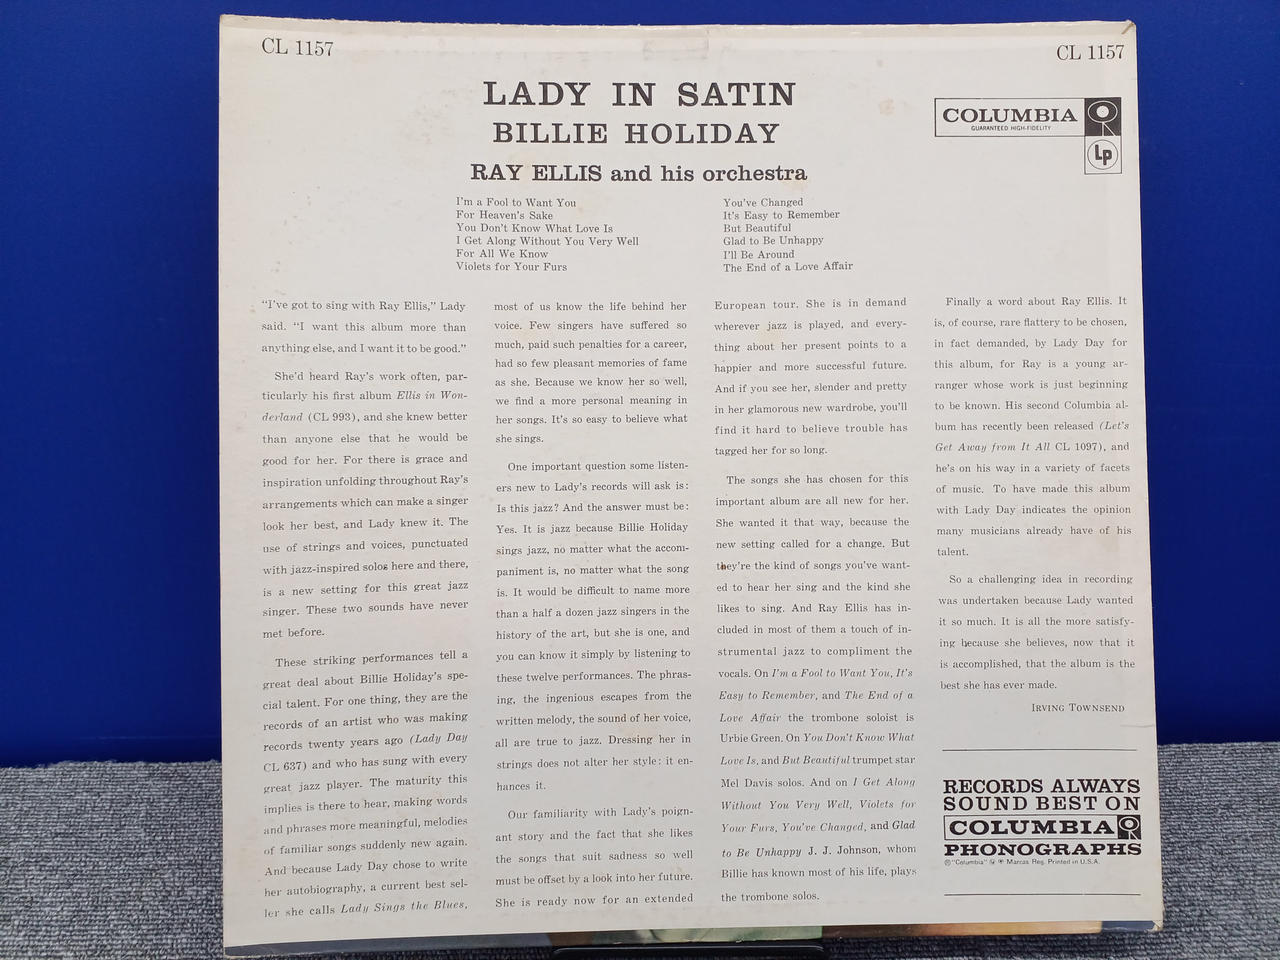 CL 1157
CL 1157
LADY IN SATIN
BILLIE HOLIDAY
RAY ELLIS and his orchestra
COLUMBIA
GUARANTEED HIGH-FIDELITY
Lp
I'm a Fool to Want You
For Heaven's Sake
You Don't Know What Love Is
I Get Along Without You Very Well
For All We Know
Violets for Your Furs
You've Changed
It's Easy to Remember
But Beautiful
Glad to Be Unhappy
I'll Be Around
The End of a Love Affair
"I've got to sing with Ray Ellis," Lady
said. "I want this album more than
anything else, and I want it to be good."
She'd heard Ray's work often, par-
ticularly his first album Ellis in Won-
derland (CL 993), and she knew better
than anyone else that he would be
good for her. For there is grace and
inspiration unfolding throughout Ray's
arrangements which can make a singer
look her best, and Lady knew it. The
use of strings and voices, punctuated
with jazz-inspired solos here and there,
is a new setting for this great jazz
singer. These two sounds have never
met before.
These striking performances tell a
great deal about Billie Holiday's spe-
cial talent. For one thing, they are the
records of an artist who was making
records twenty years ago (Lady Day
CL 637) and who has sung with every
great jazz player. The maturity this
implies is there to hear, making words
and phrases more meaningful, melodies
of familiar songs suddenly new again.
And because Lady Day chose to write
her autobiography, a current best sel-
ler she calls Lady Sings the Blues,
most of us know the life behind her
voice. Few singers have suffered so
much, paid such penalties for a career,
had so few pleasant memories of fame
as she. Because we know her so well,
we find a more personal meaning in
her songs. It's so easy to believe what
she sings.
One important question some listen-
ers new to Lady's records will ask is:
Is this jazz? And the answer must be:
Yes. It is jazz because Billie Holiday
sings jazz, no matter what the accom-
paniment is, no matter what the song
is. It would be difficult to name more
than a half a dozen jazz singers in the
history of the art, but she is one, and
you can know it simply by listening to
these twelve performances. The phras-
ing, the ingenious escapes from the
written melody, the sound of her voice,
all are true to jazz. Dressing her in
strings does not alter her style: it en-
hances it.
Our familiarity with Lady's poign-
ant story and the fact that she likes
the songs that suit sadness so well
must be offset by a look into her future.
She is ready now for an extended
European tour. She is in demand
wherever jazz is played, and every-
thing about her present points to a
happier and more successful future.
And if you see her, slender and pretty
in her glamorous new wardrobe, you'll
find it hard to believe trouble has
tagged her for so long.
The songs she has chosen for this
important album are all new for her.
She wanted it that way, because the
new setting called for a change. But
they're the kind of songs you've want-
ed to hear her sing and the kind she
likes to sing. And Ray Ellis has in-
cluded in most of them a touch of in-
strumental jazz to compliment the
vocals. On I'm a Fool to Want You, It's
Easy to Remember, and The End of a
Love Affair the trombone soloist is
Urbie Green. On You Don't Know What
Love Is, and But Beautiful trumpet star
Mel Davis solos. And on I Get Along
Without You Very Well, Violets for
Your Furs, You've Changed, and Glad
to Be Unhappy J. J. Johnson, whom
Billie has known most of his life, plays
the trombone solos.
Finally a word about Ray Ellis. It
is, of course, rare flattery to be chosen,
in fact demanded, by Lady Day for
this album, for Ray is a young ar-
ranger whose work is just beginning
to be known. His second Columbia al-
bum has recently been released (Let's
Get Away from It All CL 1097), and
he's on his way in a variety of facets
of music. To have made this album
with Lady Day indicates the opinion
many musicians already have of his
talent.
So a challenging idea in recording
was undertaken because Lady wanted
it so much. It is all the more satisfy-
ing because she believes, now that it
is accomplished, that the album is the
best she has ever made.
IRVING TOWNSEND
RECORDS ALWAYS
SOUND BEST ON
COLUMBIA
PHONOGRAPHS
"Columbia" Marcas Reg. Printed in U.S.A.